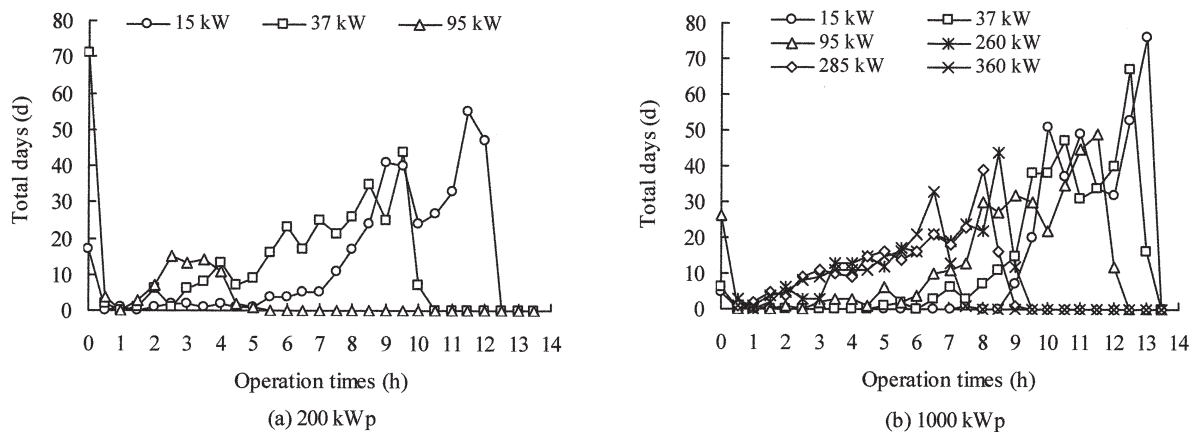 15 kW 37 kW 95 kW
80
70
60
50
40
30
20
10
0
Total days (d)
0 1 2 3 4 5 6 7 8 9 10 11 12 13 14
Operation times (h)
(a) 200 kWp
15 kW 37 kW
95 kW 260 kW
285 kW 360 kW
80
70
60
50
40
30
20
10
0
Total days (d)
0 1 2 3 4 5 6 7 8 9 10 11 12 13 14
Operation times (h)
(b) 1000 kWp